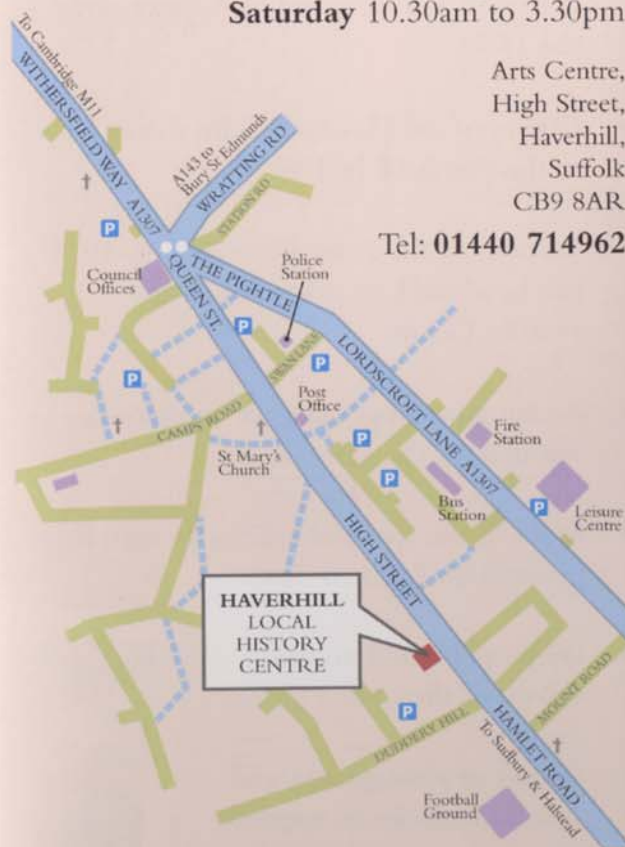 Saturday 10.30am to 3.30pm
Arts Centre,
High Street,
Haverhill,
Suffolk
CB9 8AR
Tel: 01440 714962
To Cambridge M11
WITHERSFIELD WAY A1307
A143 to
Bury St Edmunds
WRATTING RD
STATION RD
P
Council
Offices
QUEEN ST.
THE PIGHTLE
Police
Station
P
SWAN LANE
P
LORDSCROFT LANE A1307
P
Post
Office
CAMPS ROAD
St Mary's
Church
P
P
Fire
Station
Bus
Station
P
Leisure
Centre
HIGH STREET
HAVERHILL
LOCAL
HISTORY
CENTRE
P
DUDDERY HILL
MOUNT ROAD
HAMLET ROAD
To Sudbury & Halstead
Football
Ground